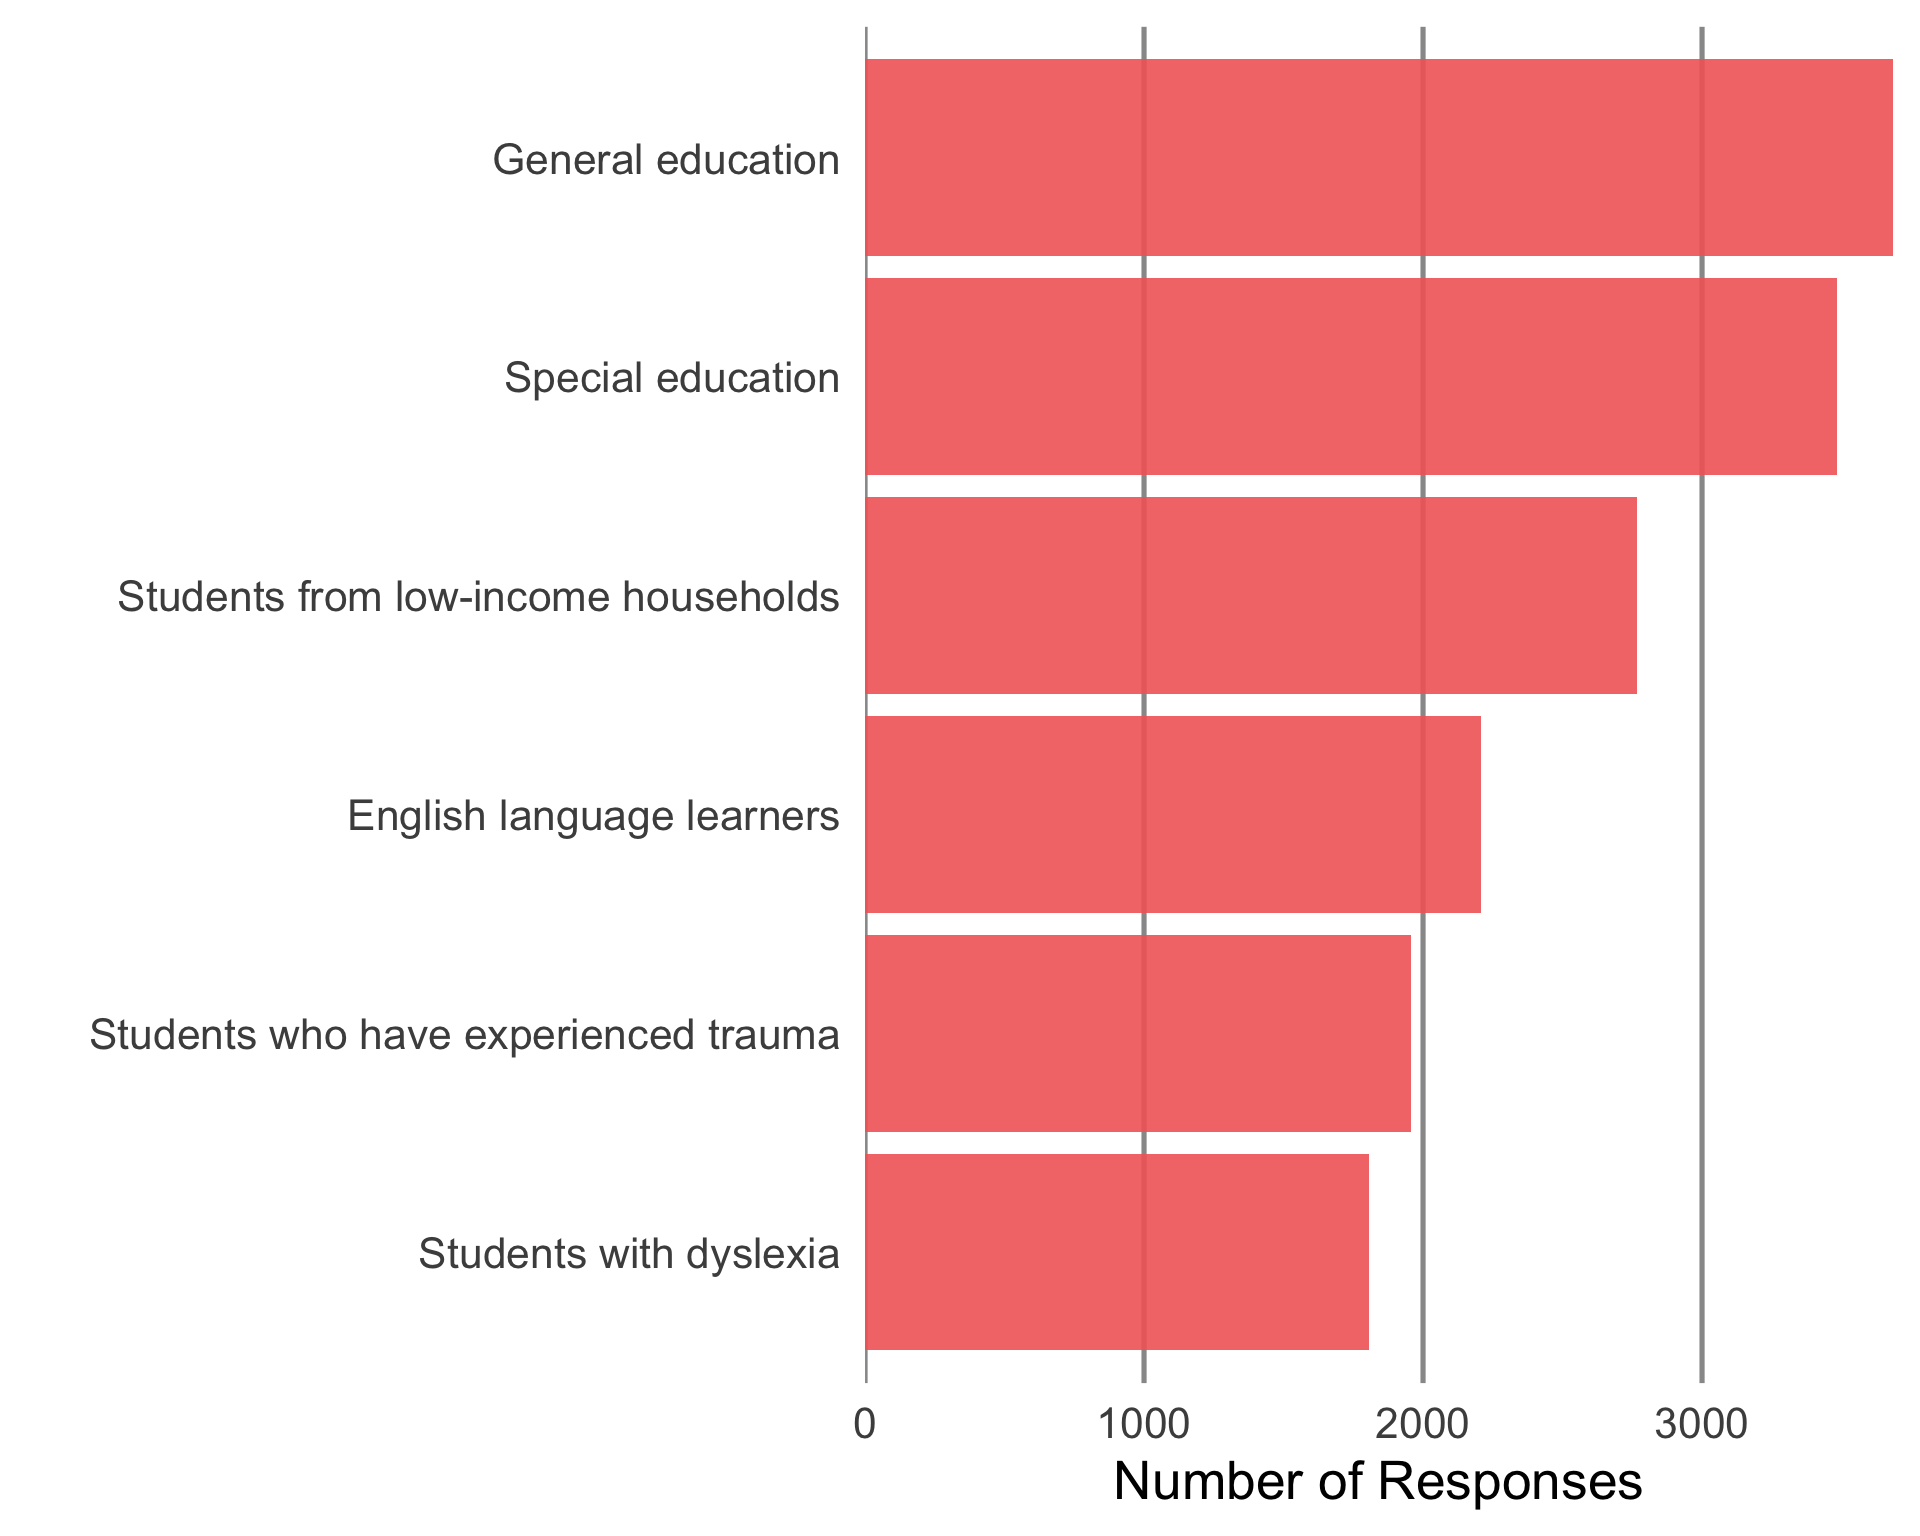 General education
Special education
Students from low-income households
English language learners
Students who have experienced trauma
Students with dyslexia
0 1000 2000 3000
Number of Responses